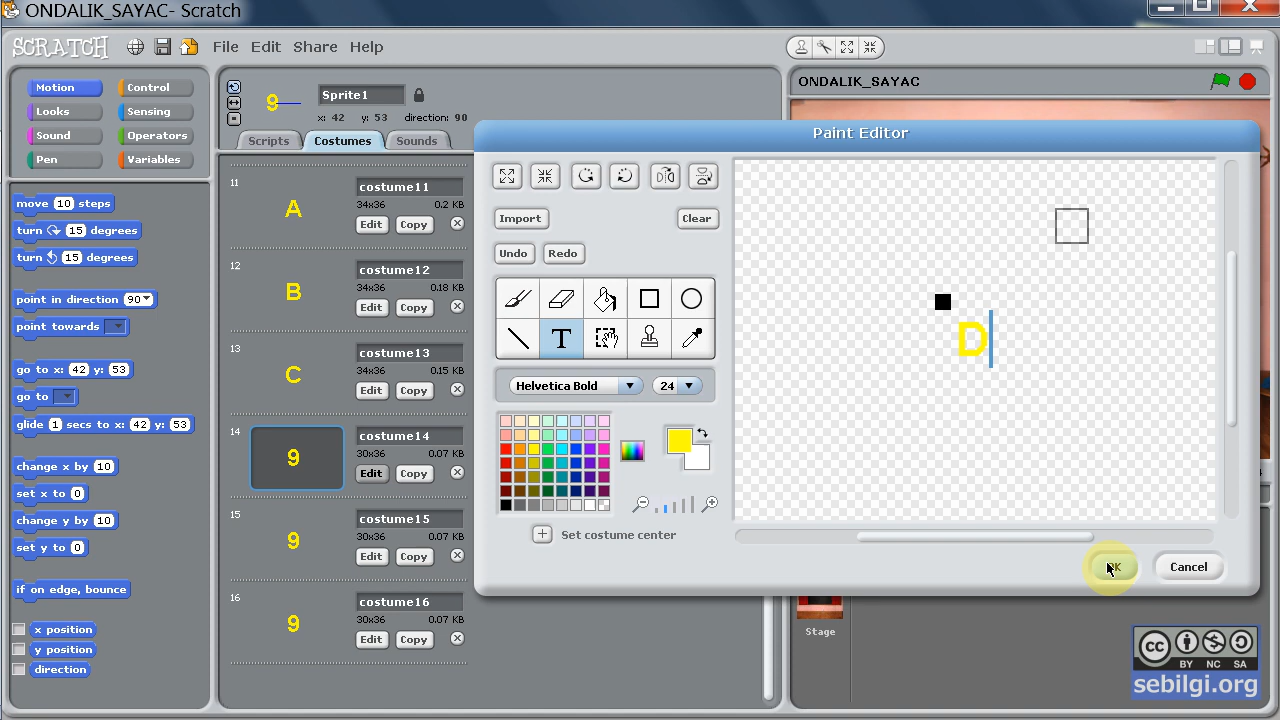 ONDALIK_SAYAC- Scratch
SCRATCH File Edit Share Help
Motion Control
Looks Sensing
Sound Operators
Pen Variables
move 10 steps
turn 15 degrees
turn 15 degrees
point in direction 90
point towards
go to x: 42 y: 53
go to
glide 1 secs to x: 42 y: 53
change x by 10
set x to 0
change y by 10
set y to 0
if on edge, bounce
x position
y position
direction
9
Sprite1
x: 42 y: 53 direction: 90
Scripts Costumes Sounds
11
A
costume11
34x36 0.2 KB
Edit Copy
12
B
costume12
34x36 0.18 KB
Edit Copy
13
C
costume13
34x36 0.15 KB
Edit Copy
14
9
costume14
30x36 0.07 KB
Edit Copy
15
9
costume15
30x36 0.07 KB
Edit Copy
16
9
costume16
30x36 0.07 KB
Edit Copy
ONDALIK_SAYAC
Paint Editor
Import Clear
Undo Redo
T
Helvetica Bold 24
Set costume center
D
OK Cancel
Stage
cc
BY NC SA
sebilgi.org